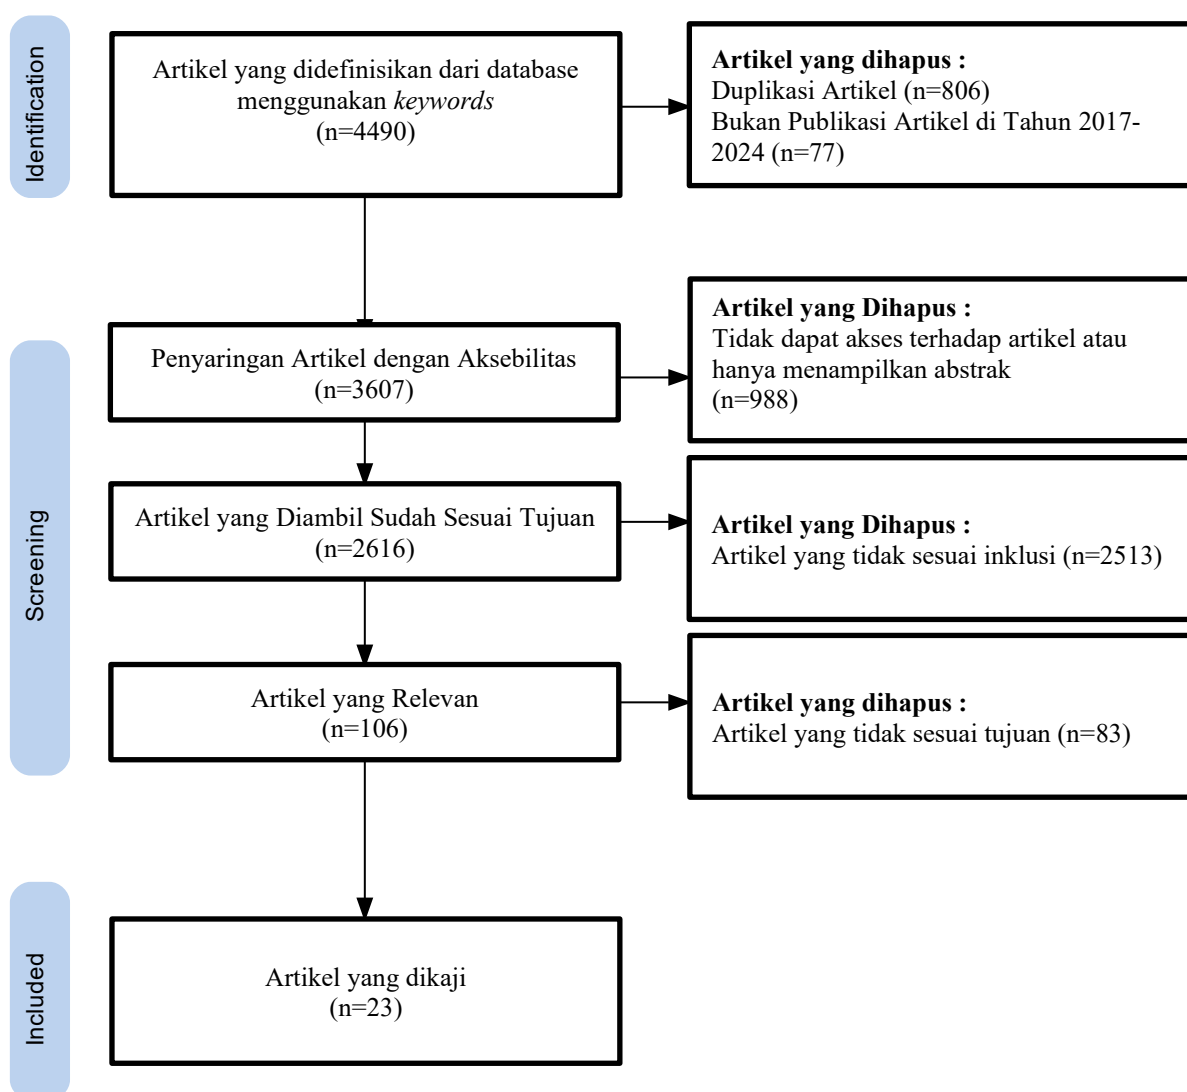 Identification
Artikel yang didefinisikan dari database
menggunakan keywords
(n=4490)
Artikel yang dihapus :
Duplikasi Artikel (n=806)
Bukan Publikasi Artikel di Tahun 2017-
2024 (n=77)
Screening
Penyaringan Artikel dengan Aksebilitas
(n=3607)
Artikel yang Dihapus :
Tidak dapat akses terhadap artikel atau
hanya menampilkan abstrak
(n=988)
Artikel yang Diambil Sudah Sesuai Tujuan
(n=2616)
Artikel yang Dihapus :
Artikel yang tidak sesuai inklusi (n=2513)
Artikel yang Relevan
(n=106)
Artikel yang dihapus :
Artikel yang tidak sesuai tujuan (n=83)
Included
Artikel yang dikaji
(n=23)